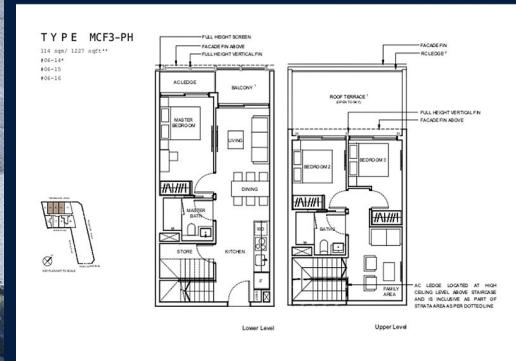 TYPE MCF3-PH
114 sqm/ 1227 sqft**
#06-14*
#06-15
#06-16
FULL HEIGHT SCREEN
FACADE FIN ABOVE
FULL HEIGHT VERTICAL FIN
AC LEDGE
BALCONY
MASTER
BEDROOM
LIVING
DINING
MASTER
BATH
STORE
KITCHEN
F
Lower Level
FACADE FIN
RC LEDGE
ROOF TERRACE
(OPEN TO SKY)
FULL HEIGHT VERTICAL FIN
FACADE FIN ABOVE
BEDROOM 2
BEDROOM 3
BATH 2
FAMILY
AREA
AC LEDGE LOCATED AT HIGH
CEILING LEVEL ABOVE STAIRCASE
AND IS INCLUSIVE AS PART OF
STRATA AREA AS PER DOTTED LINE
Upper Level